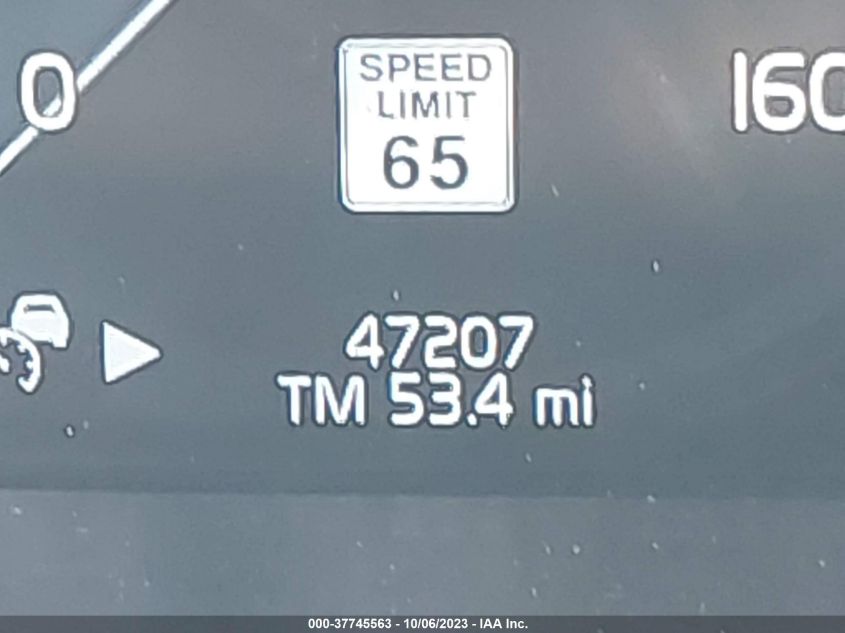 0
SPEED
LIMIT
65
160
47207
TM 53.4 mi
000-37745563 - 10/06/2023 - IAA Inc.